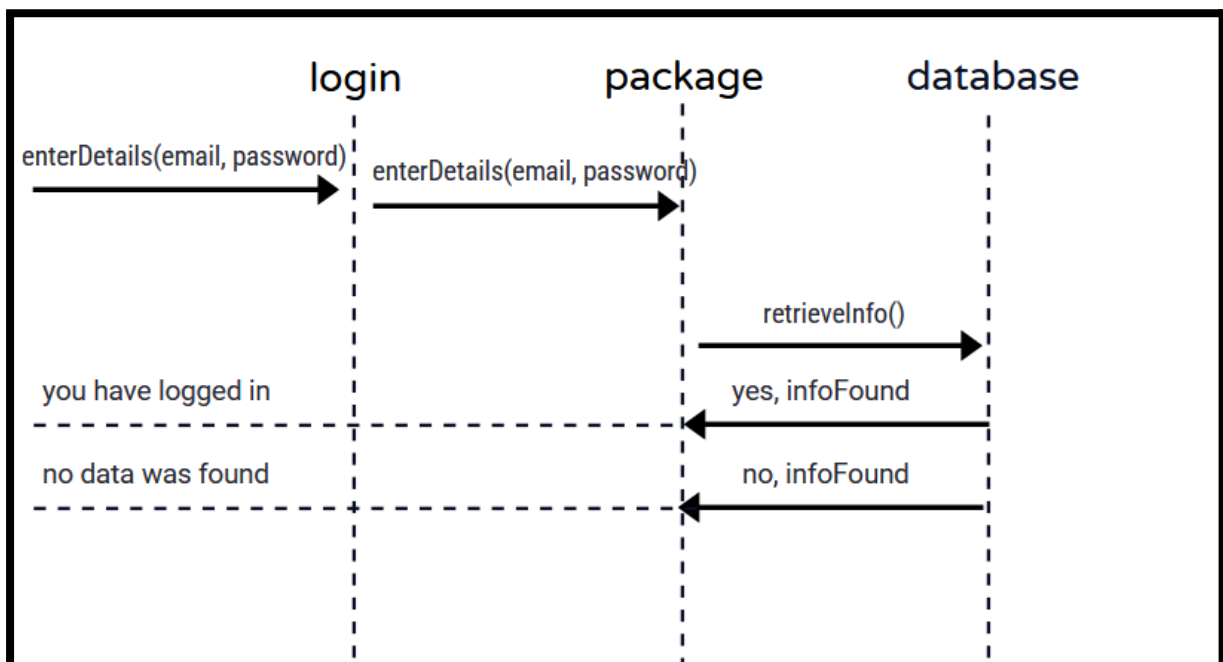 login
package
database
enterDetails(email, password)
enterDetails(email, password)
retrieveInfo()
you have logged in
yes, infoFound
no data was found
no, infoFound